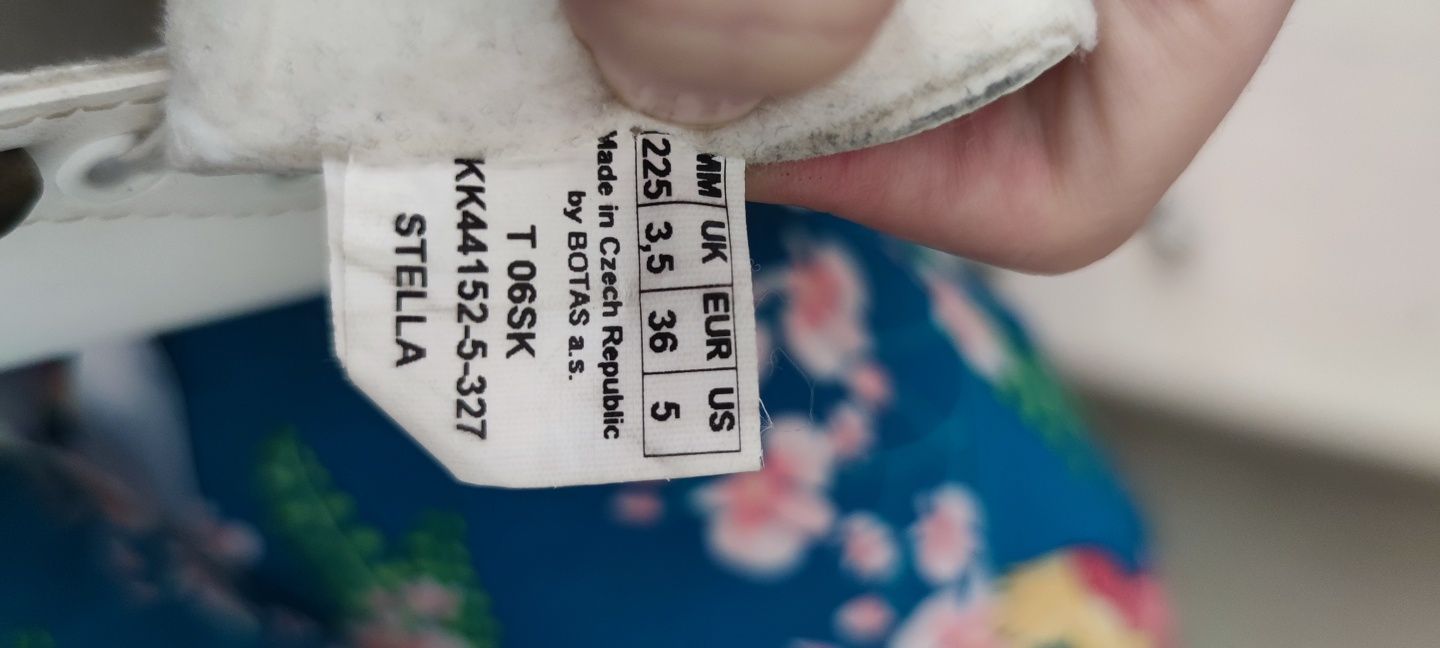 MM UK EUR US
225 3,5 36 5
Made in Czech Republic
by BOTAS a.s.
T 06SK
KK44152-5-327
STELLA